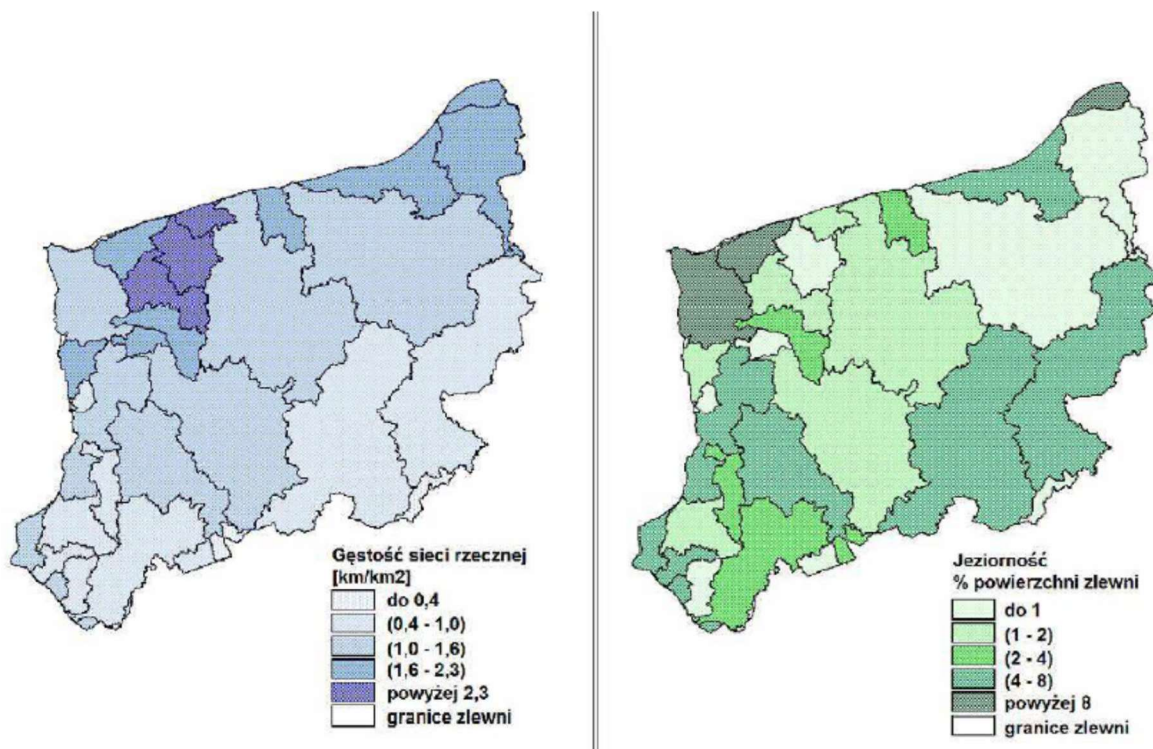 Gęstość sieci rzecznej
[km/km2]
do 0,4
(0,4 - 1,0)
(1,0 - 1,6)
(1,6 - 2,3)
powyżej 2,3
granice zlewni
Jeziorność
% powierzchni zlewni
do 1
(1 - 2)
(2 - 4)
(4 - 8)
powyżej 8
granice zlewni